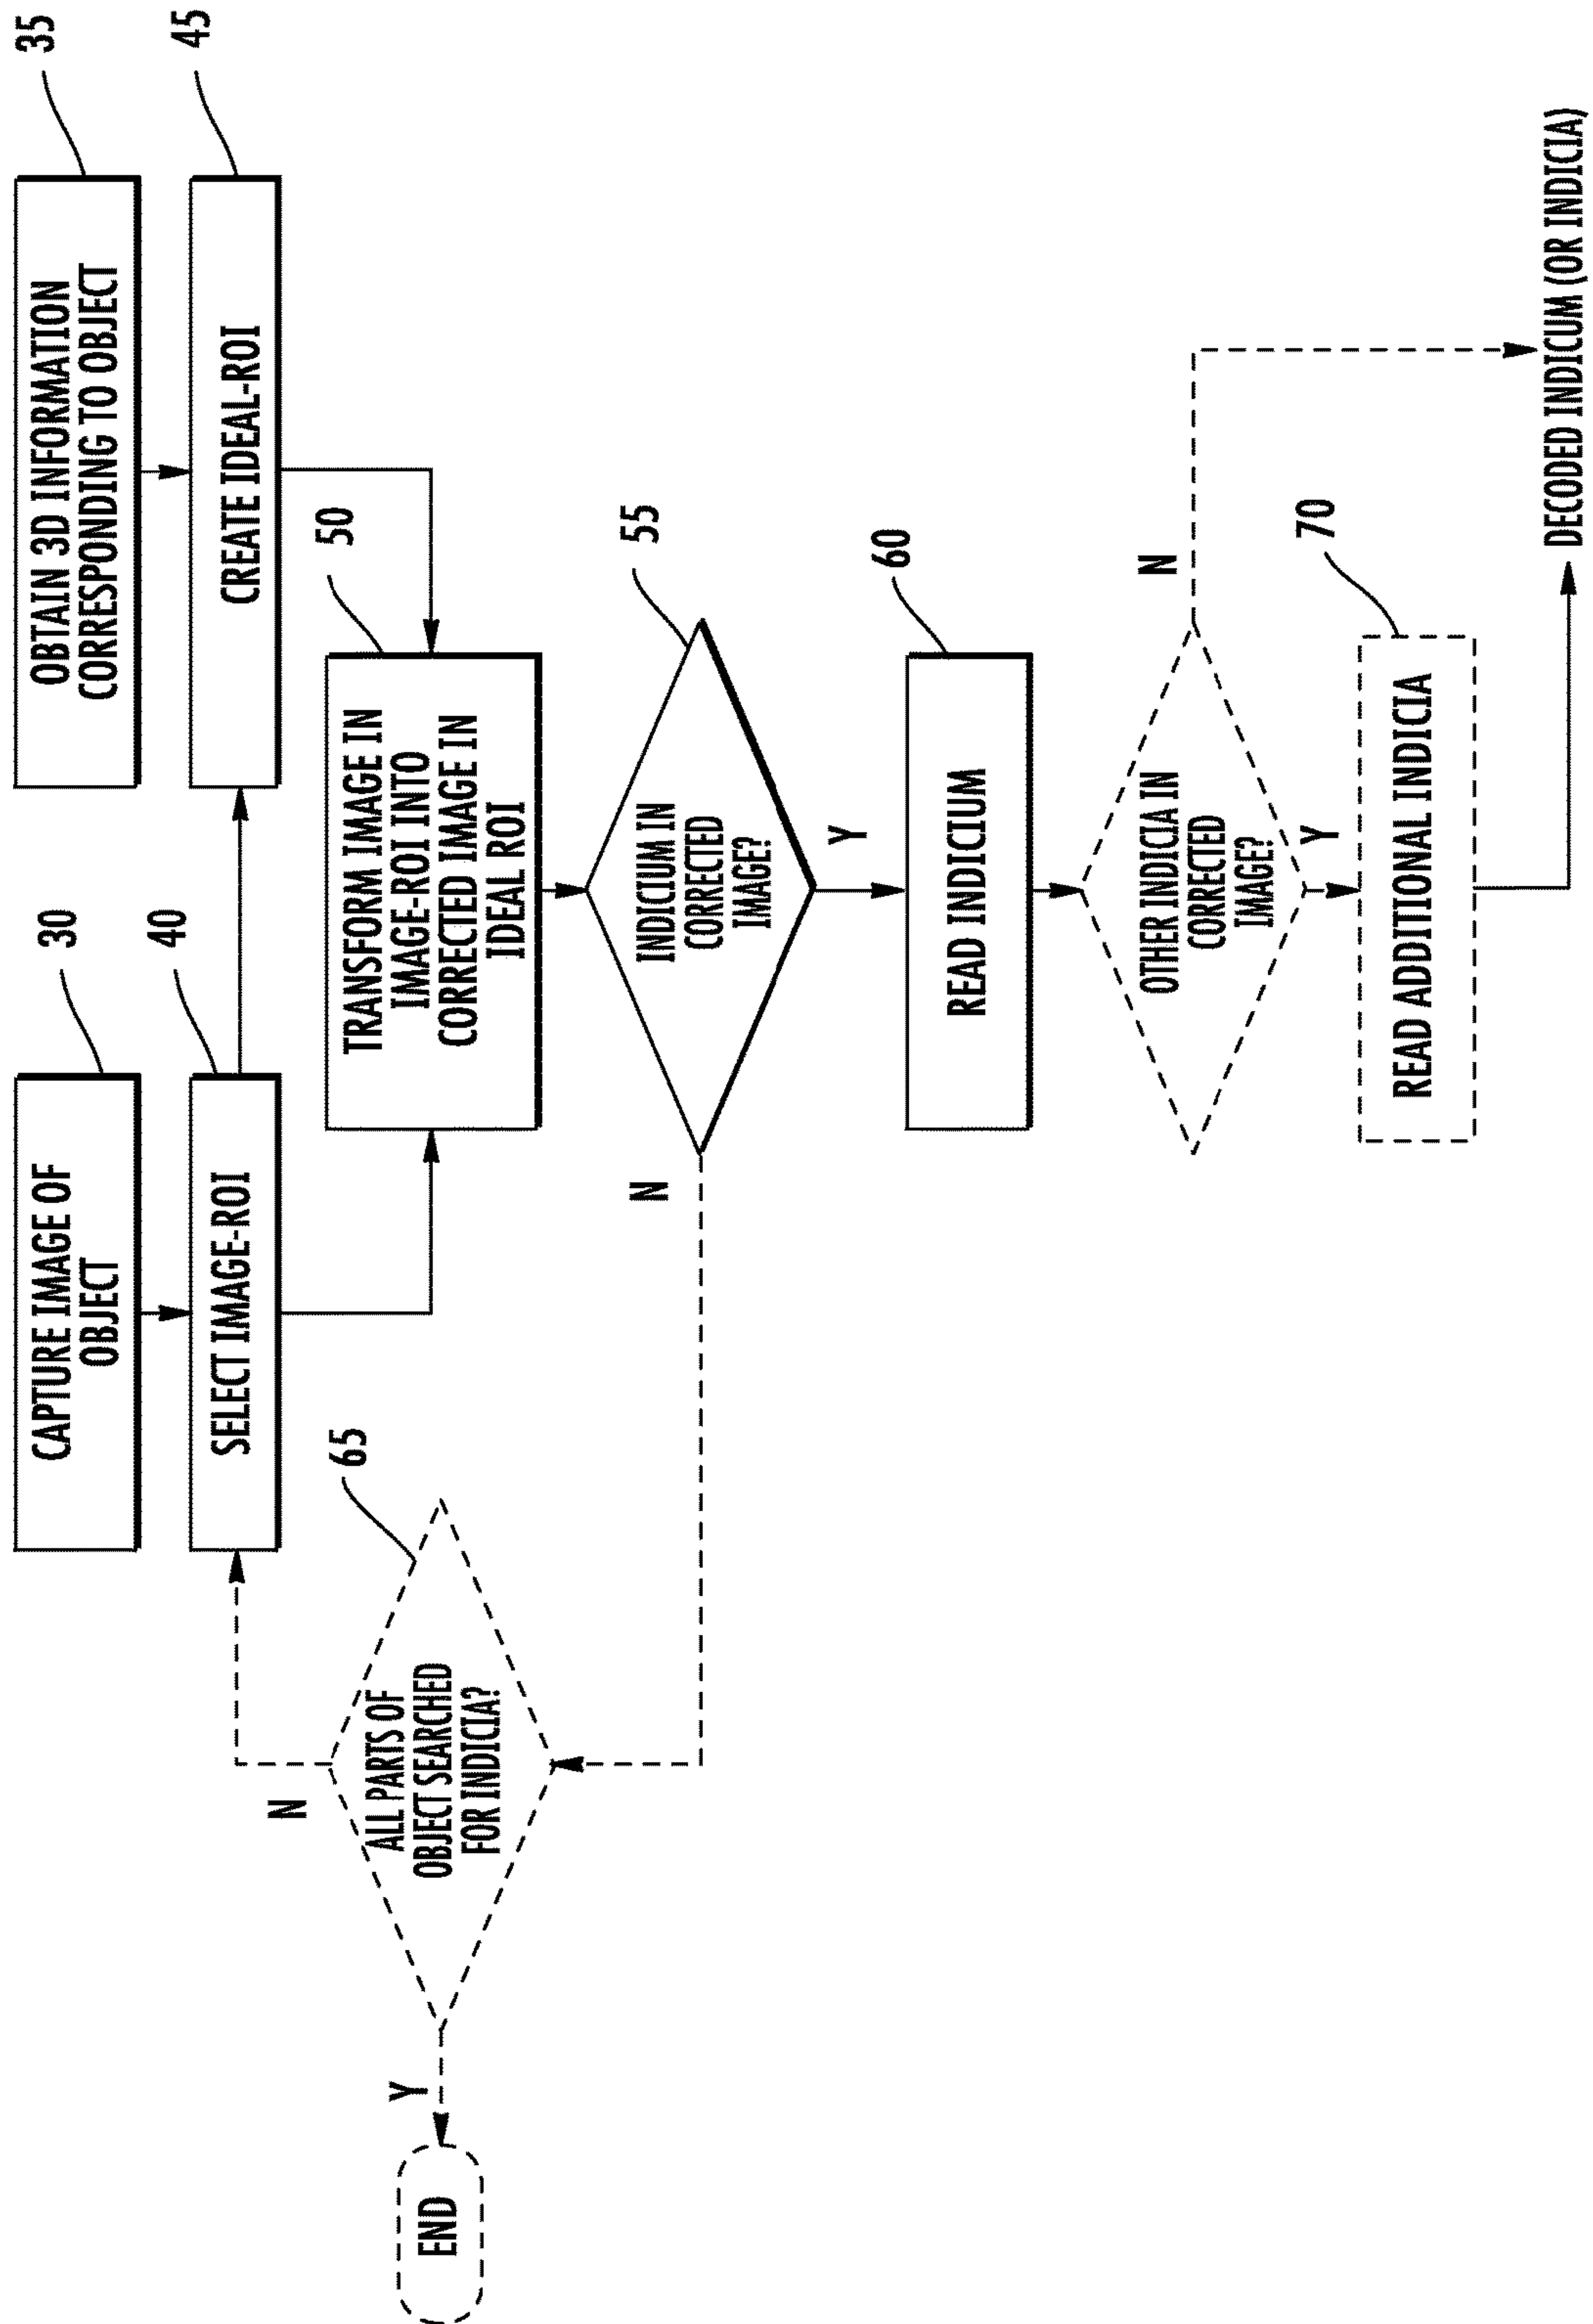 30
CAPTURE IMAGE OF
OBJECT
35
OBTAIN 3D INFORMATION
CORRESPONDING TO OBJECT
40
SELECT IMAGE-ROI
45
CREATE IDEAL-ROI
50
TRANSFORM IMAGE IN
IMAGE-ROI INTO
CORRECTED IMAGE IN
IDEAL ROI
65
ALL PARTS OF
OBJECT SEARCHED
FOR INDICIA?
N
Y
END
55
INDICIUM IN
CORRECTED
IMAGE?
N
Y
60
READ INDICIUM
OTHER INDICIA IN
CORRECTED
IMAGE?
N
Y
70
READ ADDITIONAL INDICIA
DECODED INDICUM (OR INDICIA)